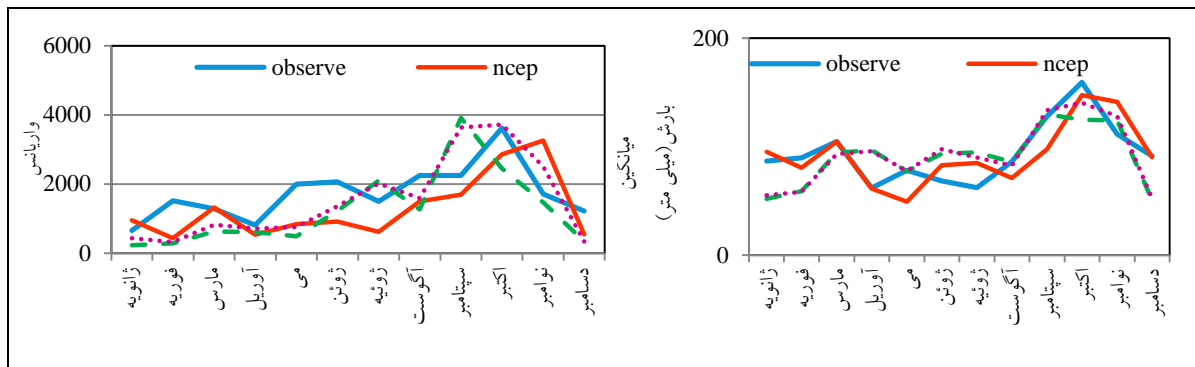 6000
4000
2000
0
واریانس
observe
ncep
ژانویه
فوریه
مارس
آوریل
می
ژوئن
ژوئیه
آگوست
سپتامبر
اکتبر
نوامبر
دسامبر
200
0
میانگین
بارش(میلی متر)
observe
ncep
ژانویه
فوریه
مارس
آوریل
می
ژوئن
ژوئیه
آگوست
سپتامبر
اکتبر
نوامبر
دسامبر